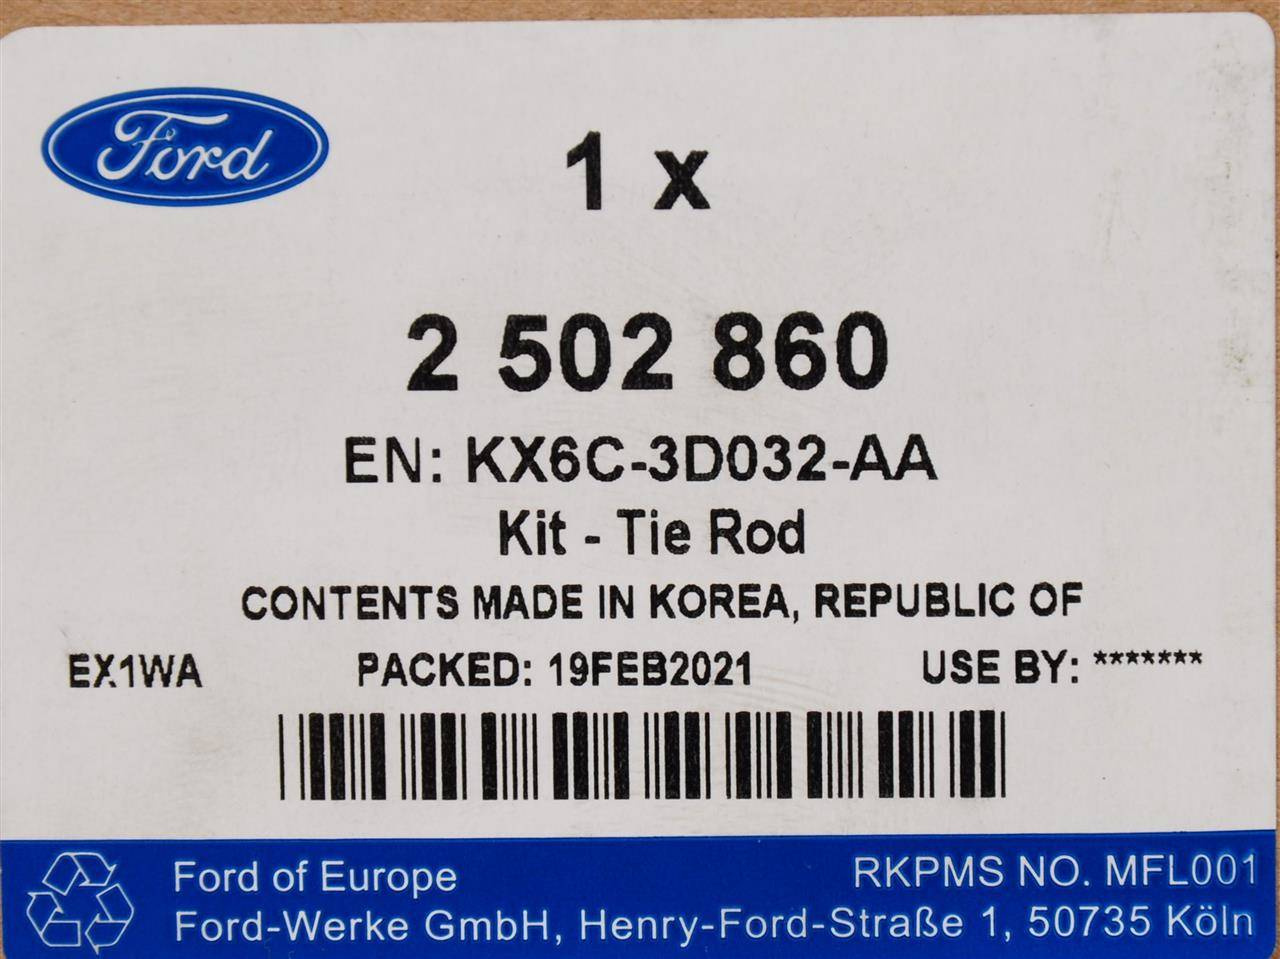 Ford
1 x
2 502 860
EN: KX6C-3D032-AA
Kit - Tie Rod
CONTENTS MADE IN KOREA, REPUBLIC OF
EX1WA PACKED: 19FEB2021 USE BY: *******
Ford of Europe RKPMS NO. MFL001
Ford-Werke GmbH, Henry-Ford-Straße 1, 50735 Köln